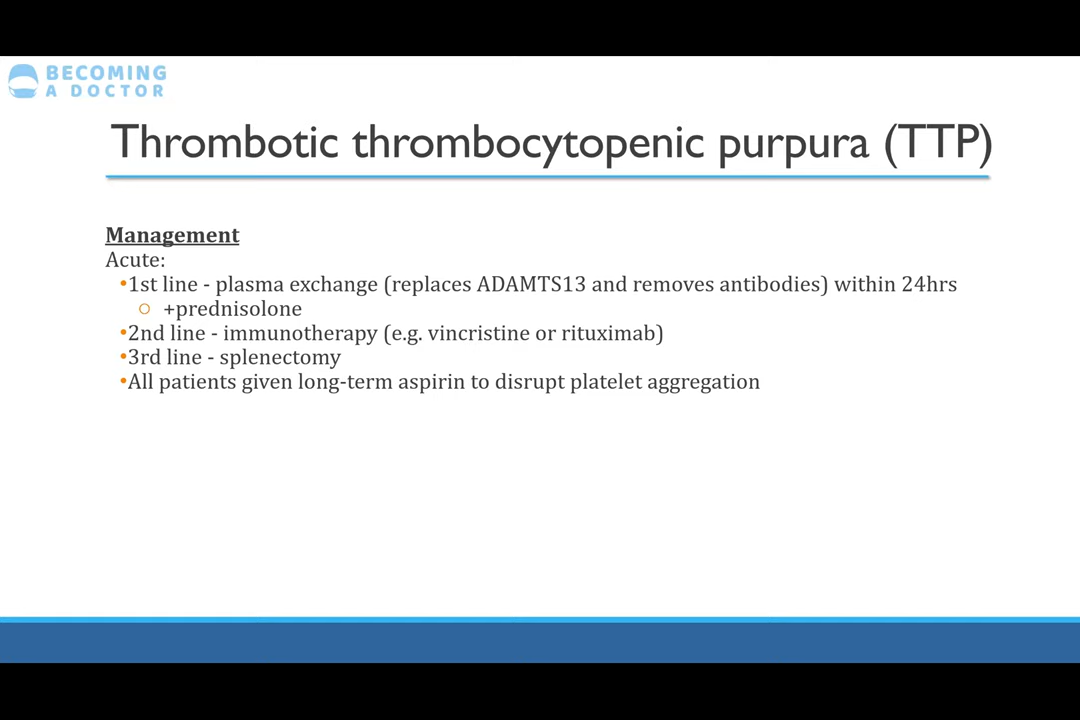 BECOMING
A DOCTOR
Thrombotic thrombocytopenic purpura (TTP)
Management
Acute:
•1st line - plasma exchange (replaces ADAMTS13 and removes antibodies) within 24hrs
○ +prednisolone
•2nd line - immunotherapy (e.g. vincristine or rituximab)
•3rd line - splenectomy
•All patients given long-term aspirin to disrupt platelet aggregation